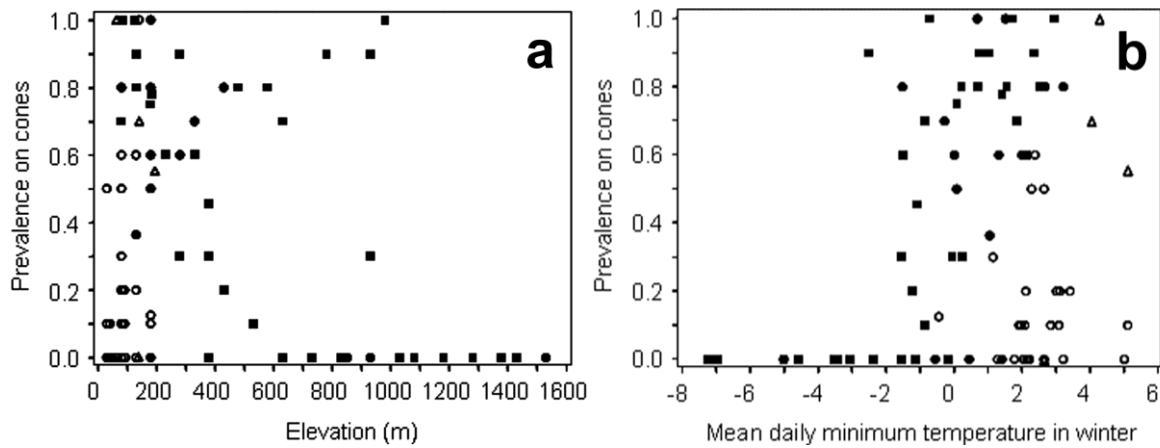 a
Prevalence on cones
1.0
0.8
0.6
0.4
0.2
0.0
0 200 400 600 800 1000 1200 1400 1600
Elevation (m)
b
Prevalence on cones
1.0
0.8
0.6
0.4
0.2
0.0
-8 -6 -4 -2 0 2 4 6
Mean daily minimum temperature in winter